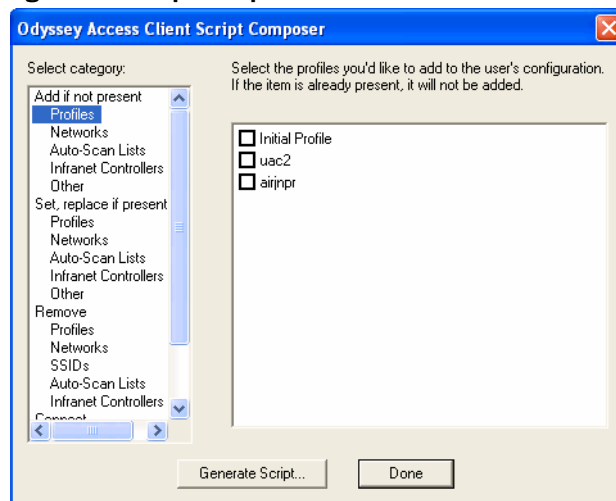 Odyssey Access Client Script Composer
Select category:
Add if not present
Profiles
Networks
Auto-Scan Lists
Infranet Controllers
Other
Set, replace if present
Profiles
Networks
Auto-Scan Lists
Infranet Controllers
Other
Remove
Profiles
Networks
SSIDs
Auto-Scan Lists
Infranet Controllers
Connect
Select the profiles you'd like to add to the user's configuration.
If the item is already present, it will not be added.
Initial Profile
uac2
airjnpr
Generate Script...
Done